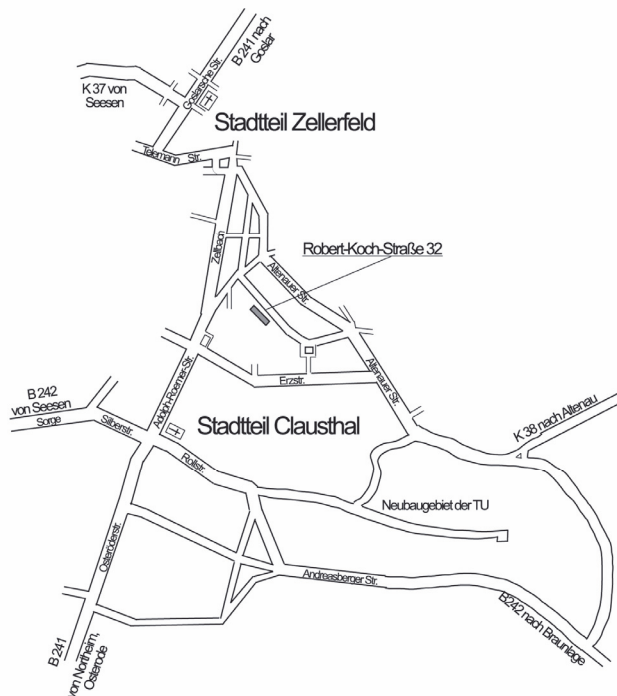 B 241 nach
Goslar
Goslarsche Str.
K 37 von
Seesen
Stadtteil Zellerfeld
Telemann Str.
Zellbach
Robert-Koch-Straße 32
Altenauer Str.
Adolph-Roemer-Str.
Erzstr.
Altenauer Str.
B 242
von Seesen
Sorge
Silberstr.
Stadtteil Clausthal
K 38 nach Altenau
Rollstr.
Neubaugebiet der TU
Osteröderstr.
Andreasberger Str.
B242 nach Braunlage
B 241
von Northeim,
Osterode